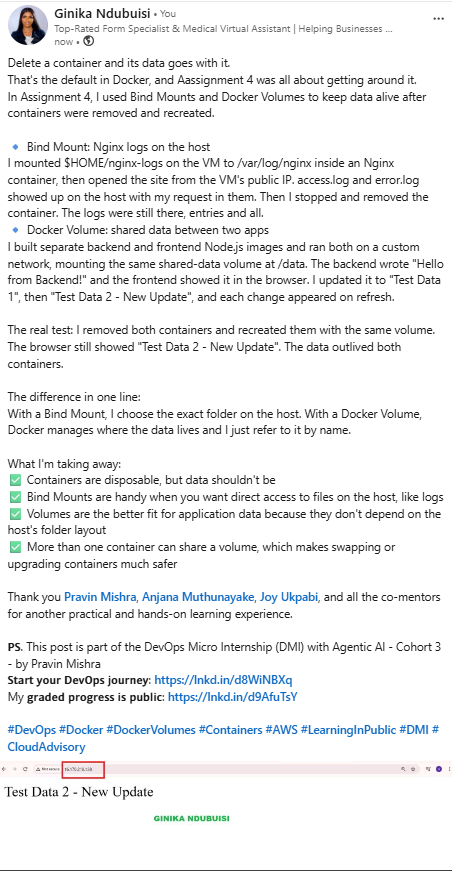 Ginika Ndubuisi • You
Top-Rated Form Specialist & Medical Virtual Assistant | Helping Businesses ...
now •
Delete a container and its data goes with it.
That's the default in Docker, and Aassignment 4 was all about getting around it.
In Assignment 4, I used Bind Mounts and Docker Volumes to keep data alive after
containers were removed and recreated.
🔹 Bind Mount: Nginx logs on the host
I mounted $HOME/nginx-logs on the VM to /var/log/nginx inside an Nginx
container, then opened the site from the VM's public IP. access.log and error.log
showed up on the host with my request in them. Then I stopped and removed the
container. The logs were still there, entries and all.
🔹 Docker Volume: shared data between two apps
I built separate backend and frontend Node.js images and ran both on a custom
network, mounting the same shared-data volume at /data. The backend wrote "Hello
from Backend!" and the frontend showed it in the browser. I updated it to "Test Data
1", then "Test Data 2 - New Update", and each change appeared on refresh.
The real test: I removed both containers and recreated them with the same volume.
The browser still showed "Test Data 2 - New Update". The data outlived both
containers.
The difference in one line:
With a Bind Mount, I choose the exact folder on the host. With a Docker Volume,
Docker manages where the data lives and I just refer to it by name.
What I'm taking away:
✅ Containers are disposable, but data shouldn't be
✅ Bind Mounts are handy when you want direct access to files on the host, like logs
✅ Volumes are the better fit for application data because they don't depend on the
host's folder layout
✅ More than one container can share a volume, which makes swapping or
upgrading containers much safer
Thank you Pravin Mishra, Anjana Muthunayake, Joy Ukpabi, and all the co-mentors
for another practical and hands-on learning experience.
PS. This post is part of the DevOps Micro Internship (DMI) with Agentic AI - Cohort 3
- by Pravin Mishra
Start your DevOps journey: https://lnkd.in/d8WiNBXq
My graded progress is public: https://lnkd.in/d9AfuTsY
#DevOps #Docker #DockerVolumes #Containers #AWS #LearningInPublic #DMI #
CloudAdvisory
Not secure
Test Data 2 - New Update
GINIKA NDUBUISI